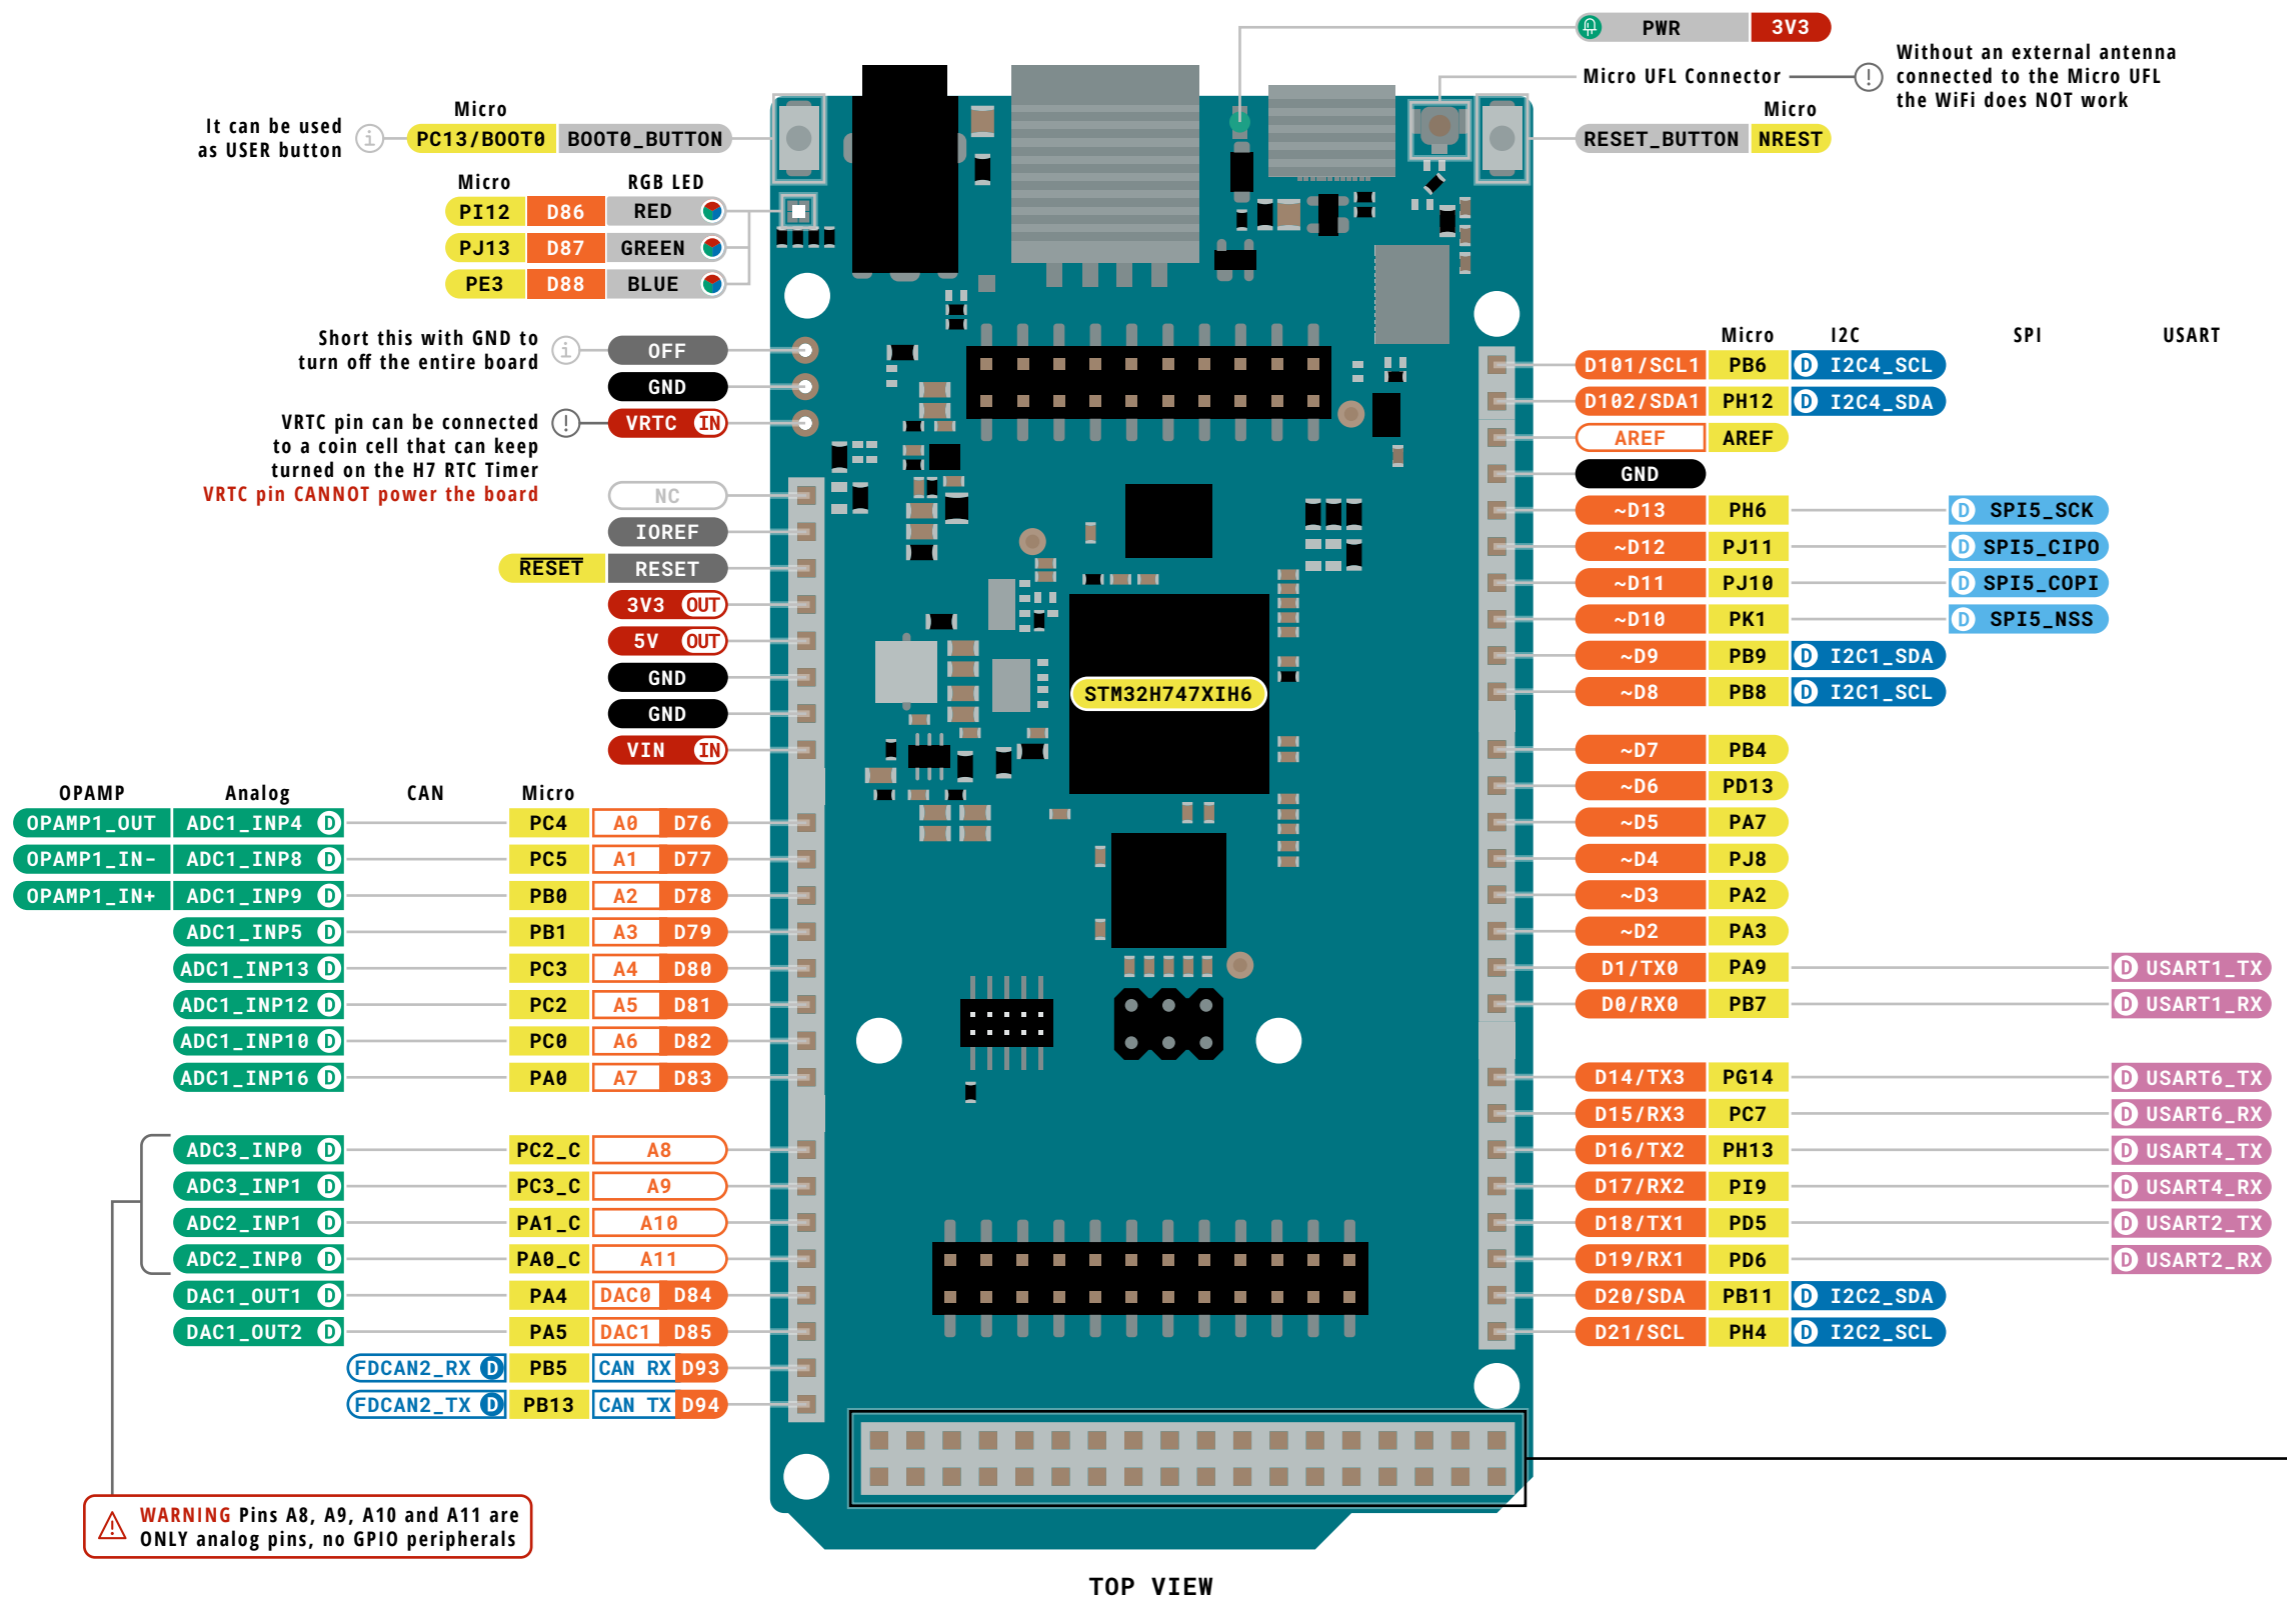 PWR 3V3
Micro UFL Connector
Without an external antenna
connected to the Micro UFL
the WiFi does NOT work
Micro
RESET_BUTTON NREST
Micro
It can be used
as USER button
i
PC13/BOOT0 BOOT0_BUTTON
Micro RGB LED
PI12 D86 RED
PJ13 D87 GREEN
PE3 D88 BLUE
Short this with GND to
turn off the entire board
i
OFF
GND
VRTC pin can be connected
to a coin cell that can keep
turned on the H7 RTC Timer
VRTC pin CANNOT power the board
!
VRTC IN
NC
IOREF
RESET RESET
3V3 OUT
5V OUT
GND
GND
VIN IN
OPAMP Analog CAN Micro
OPAMP1_OUT ADC1_INP4 D PC4 A0 D76
OPAMP1_IN- ADC1_INP8 D PC5 A1 D77
OPAMP1_IN+ ADC1_INP9 D PB0 A2 D78
ADC1_INP5 D PB1 A3 D79
ADC1_INP13 D PC3 A4 D80
ADC1_INP12 D PC2 A5 D81
ADC1_INP10 D PC0 A6 D82
ADC1_INP16 D PA0 A7 D83
ADC3_INP0 D PC2_C A8
ADC3_INP1 D PC3_C A9
ADC2_INP1 D PA1_C A10
ADC2_INP0 D PA0_C A11
DAC1_OUT1 D PA4 DAC0 D84
DAC1_OUT2 D PA5 DAC1 D85
FDCAN2_RX D PB5 CAN RX D93
FDCAN2_TX D PB13 CAN TX D94
WARNING Pins A8, A9, A10 and A11 are
ONLY analog pins, no GPIO peripherals
STM32H747XIH6
Micro I2C SPI USART
D101/SCL1 PB6 D I2C4_SCL
D102/SDA1 PH12 D I2C4_SDA
AREF AREF
GND
~D13 PH6 D SPI5_SCK
~D12 PJ11 D SPI5_CIPO
~D11 PJ10 D SPI5_COPI
~D10 PK1 D SPI5_NSS
~D9 PB9 D I2C1_SDA
~D8 PB8 D I2C1_SCL
~D7 PB4
~D6 PD13
~D5 PA7
~D4 PJ8
~D3 PA2
~D2 PA3
D1/TX0 PA9 D USART1_TX
D0/RX0 PB7 D USART1_RX
D14/TX3 PG14 D USART6_TX
D15/RX3 PC7 D USART6_RX
D16/TX2 PH13 D USART4_TX
D17/RX2 PI9 D USART4_RX
D18/TX1 PD5 D USART2_TX
D19/RX1 PD6 D USART2_RX
D20/SDA PB11 D I2C2_SDA
D21/SCL PH4 D I2C2_SCL
TOP VIEW